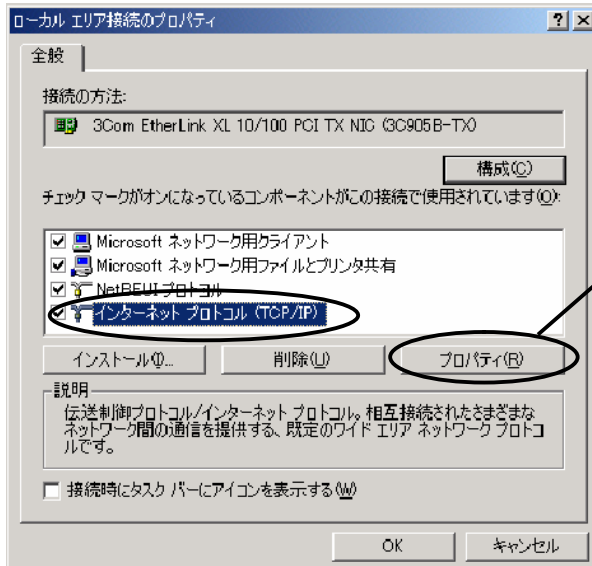 ローカル エリア接続のプロパティ
全般
接続の方法:
3Com EtherLink XL 10/100 PCI TX NIC (3C905B-TX)
構成(C)
チェック マークがオンになっているコンポーネントがこの接続で使用されています(O):
Microsoft ネットワーク用クライアント
Microsoft ネットワーク用ファイルとプリンタ共有
NetBEUI プロトコル
インターネット プロトコル (TCP/IP)
インストール(I)...
削除(U)
プロパティ(R)
説明
伝送制御プロトコル/インターネット プロトコル。相互接続されたさまざまな
ネットワーク間の通信を提供する、既定のワイド エリア ネットワーク プロトコ
ルです。
接続時にタスク バーにアイコンを表示する(W)
OK
キャンセル